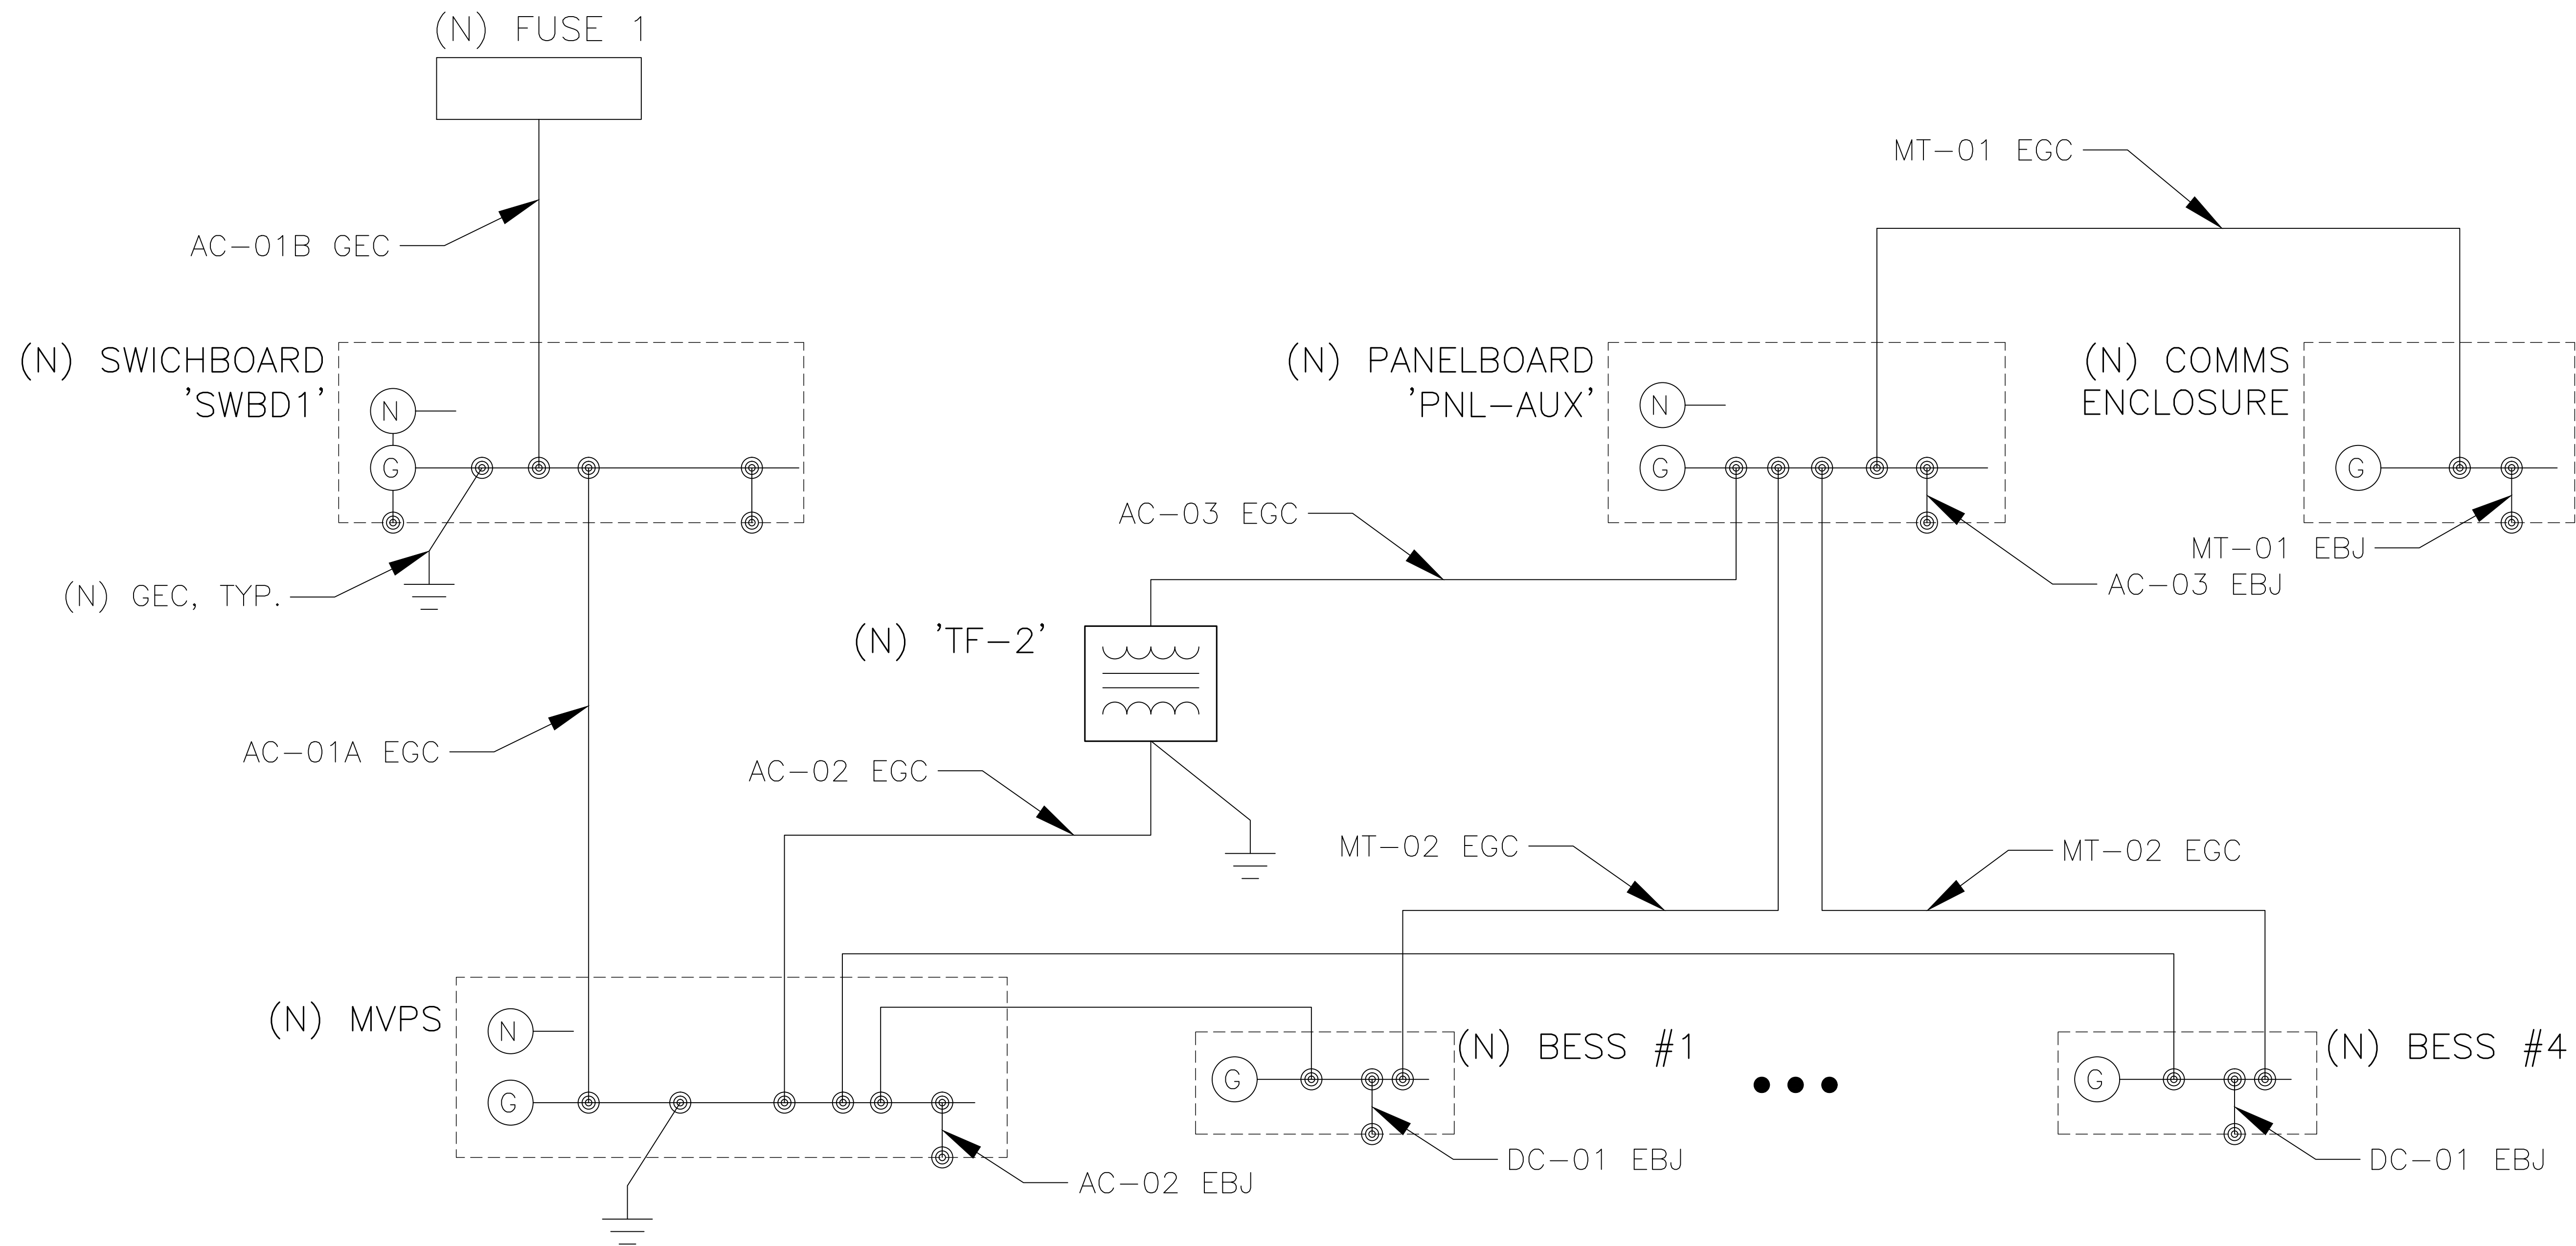 (N) FUSE 1
MT-01 EGC
AC-01B GEC
(N) SWICHBOARD
'SWBD1'
N
G
(N) PANELBOARD
'PNL-AUX'
N
G
(N) COMMS
ENCLOSURE
G
AC-03 EGC
MT-01 EBJ
AC-03 EBJ
(N) GEC, TYP.
(N) 'TF-2'
AC-01A EGC
AC-02 EGC
MT-02 EGC
MT-02 EGC
(N) MVPS
N
G
(N) BESS #1
G
(N) BESS #4
G
DC-01 EBJ
DC-01 EBJ
AC-02 EBJ